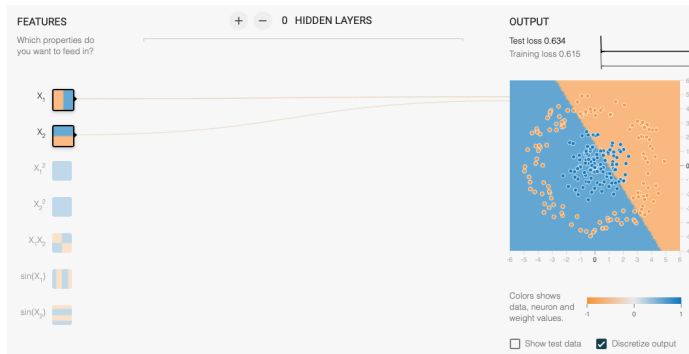 FEATURES
Which properties do
you want to feed in?
+ − 0 HIDDEN LAYERS
OUTPUT
Test loss 0.634
Training loss 0.615
X₁
X₂
X₁²
X₂²
X₁X₂
sin(X₁)
sin(X₂)
-6 -5 -4 -3 -2 -1 0 1 2 3 4 5 6
Colors shows
data, neuron and
weight values.
-1 0 1
Show test data
Discretize output